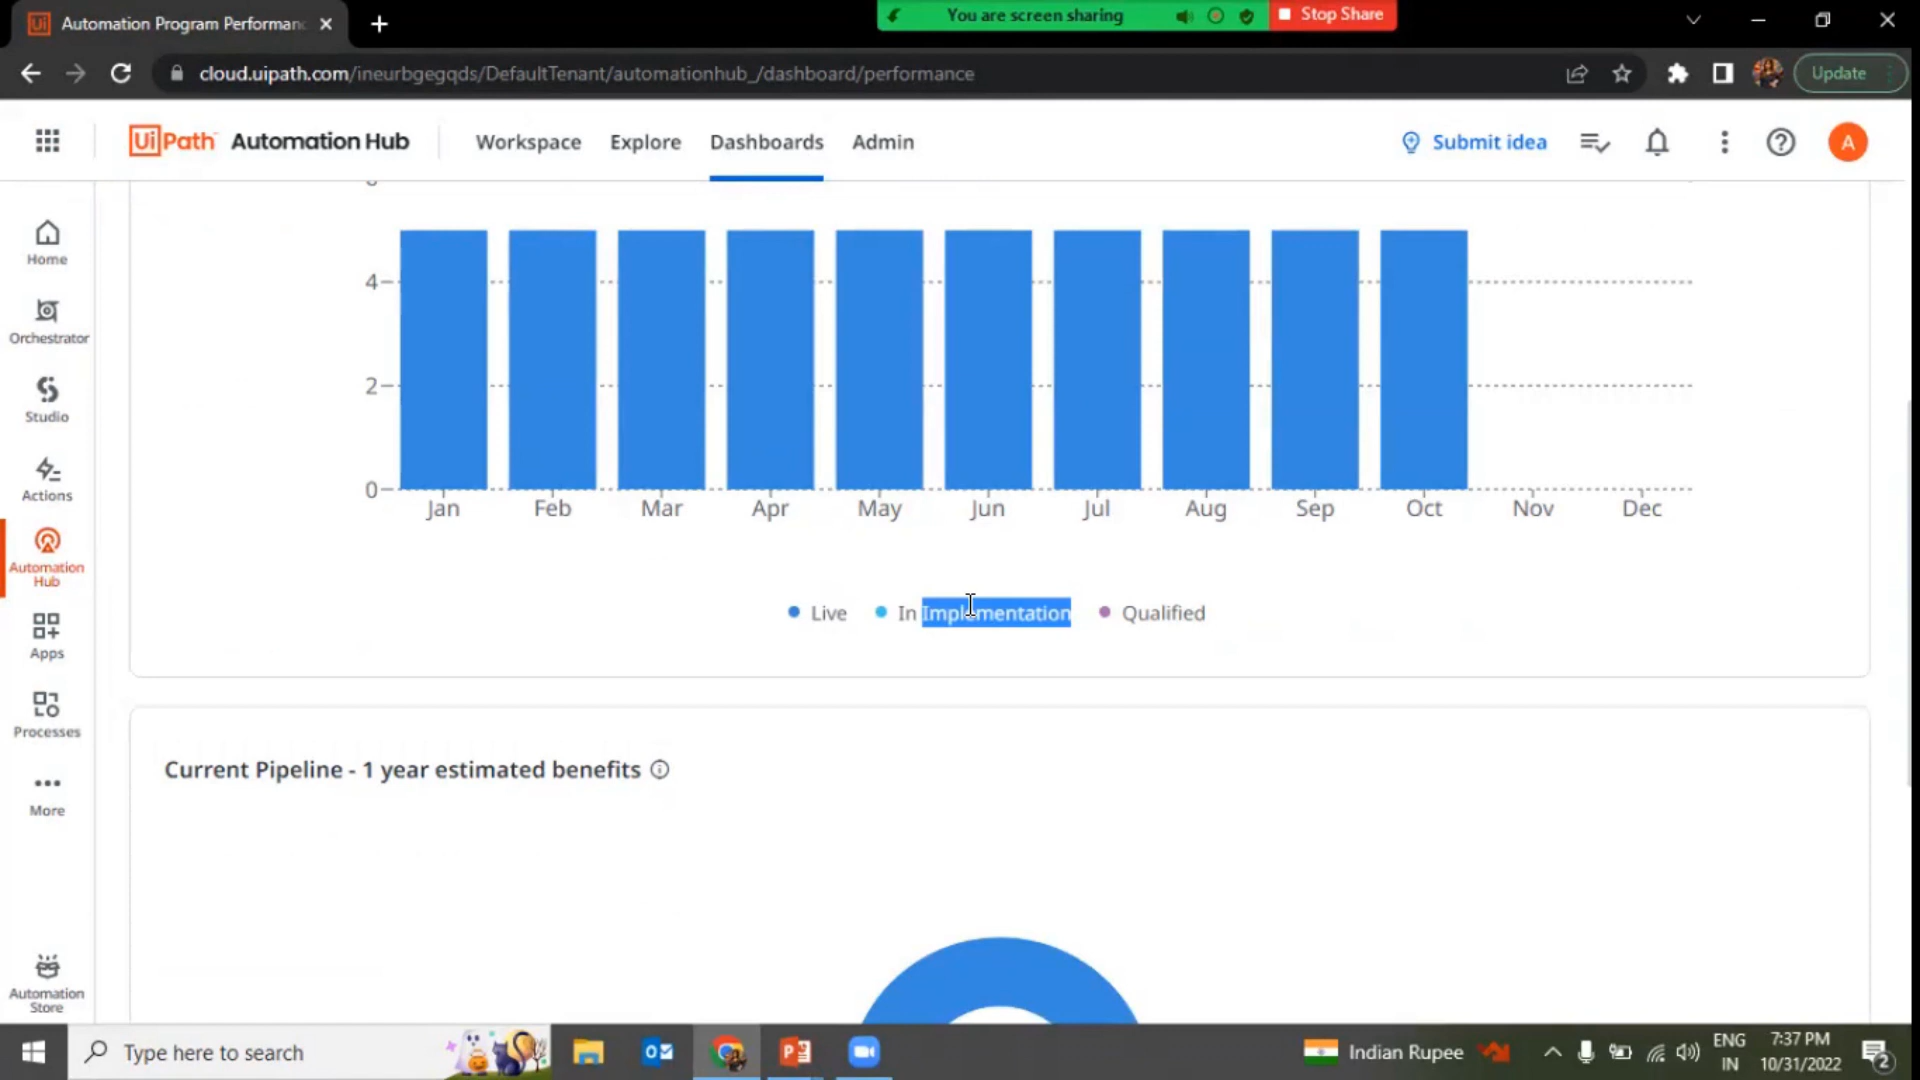 Automation Program Performanc
You are screen sharing
Stop Share
cloud.uipath.com/ineurbgegqds/DefaultTenant/automationhub_/dashboard/performance
Update
UiPath Automation Hub
Workspace
Explore
Dashboards
Admin
Submit idea
A
Home
Orchestrator
Studio
Actions
Automation
Hub
Apps
Processes
More
Automation
Store
4
2
0
Jan Feb Mar Apr May Jun Jul Aug Sep Oct Nov Dec
Live In Implementation Qualified
Current Pipeline - 1 year estimated benefits
Type here to search
Indian Rupee
ENG
IN
7:37 PM
10/31/2022
2